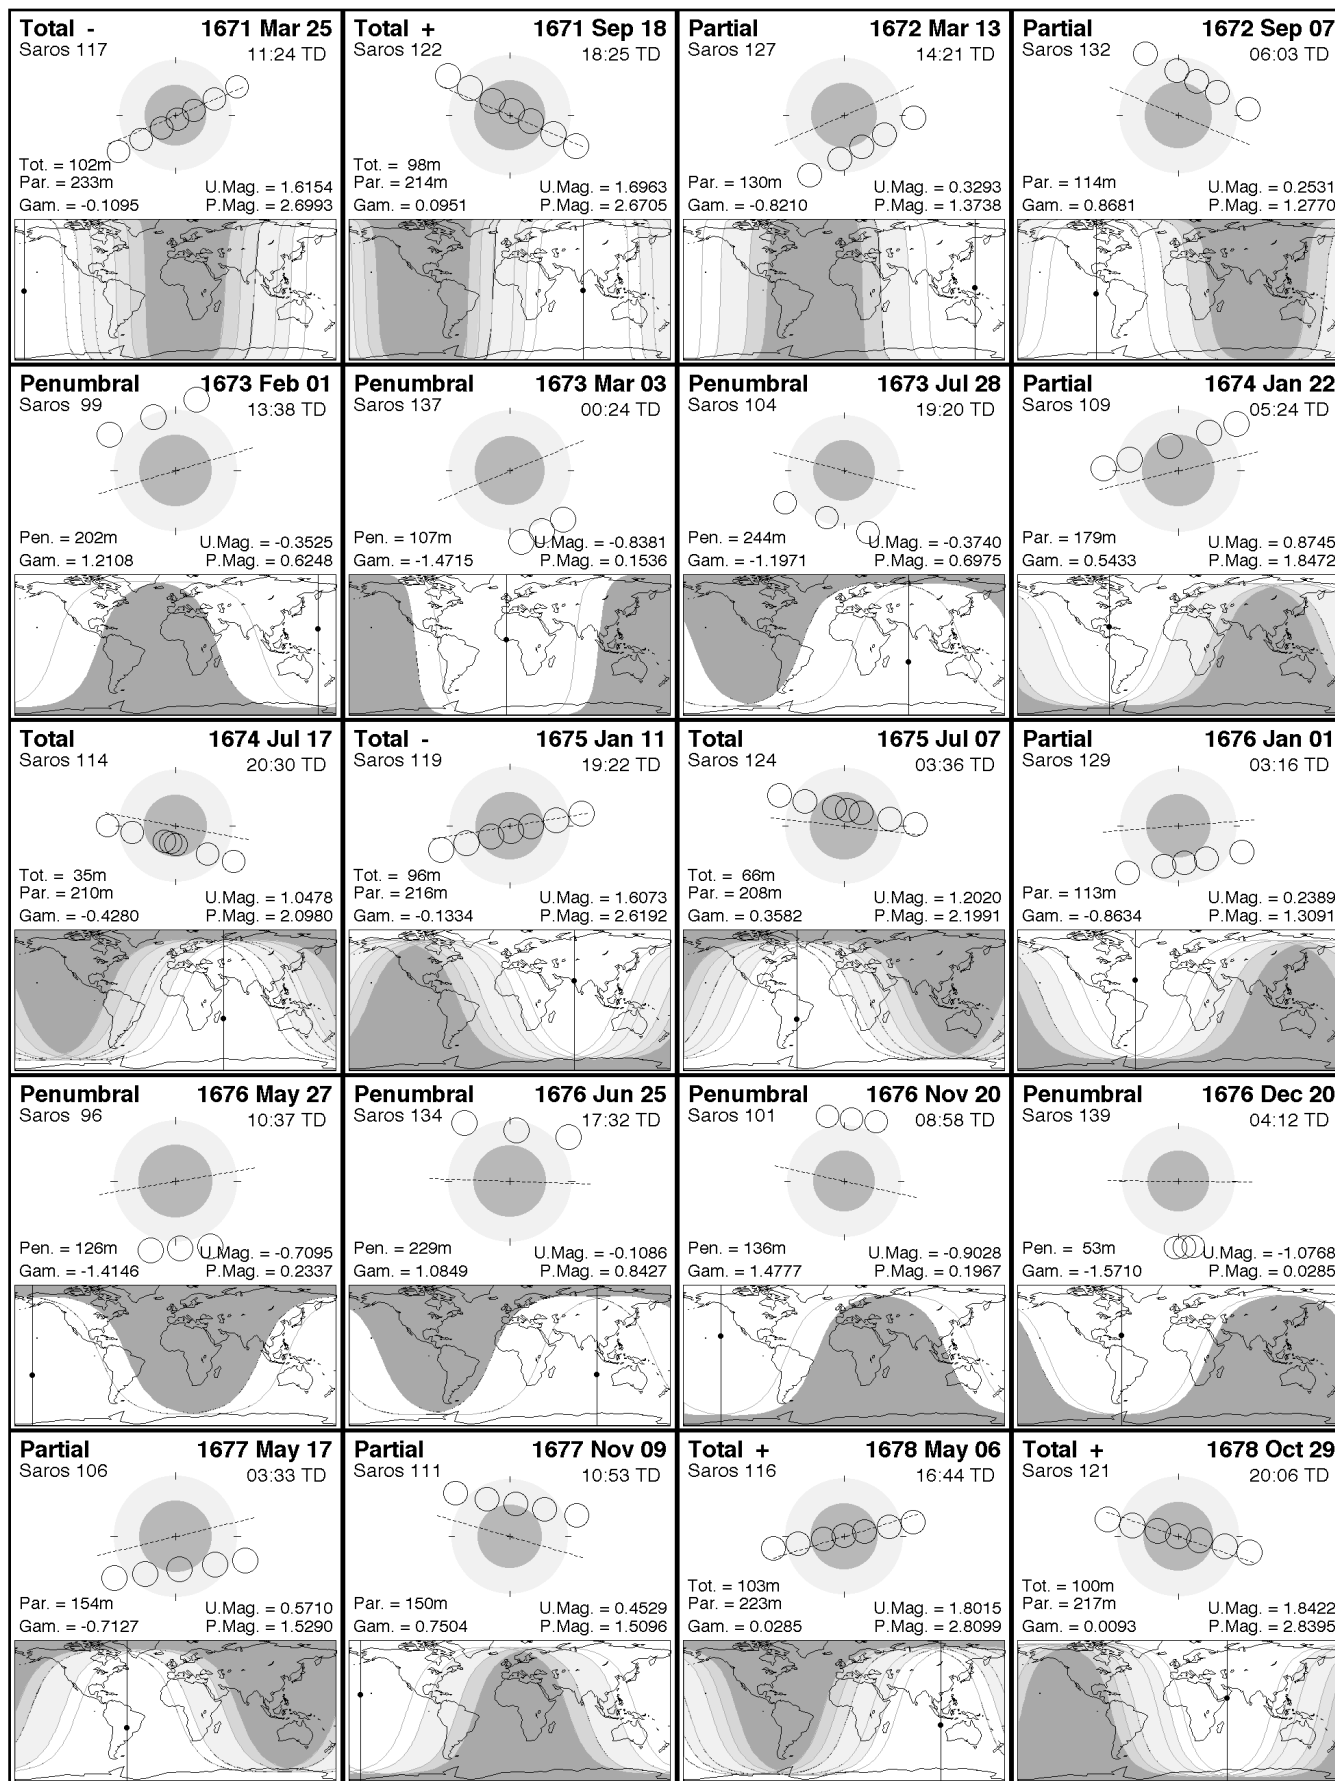 Total - 1671 Mar 25
Saros 117 11:24 TD
Tot. = 102m
Par. = 233m U.Mag. = 1.6154
Gam. = -0.1095 P.Mag. = 2.6993
Total + 1671 Sep 18
Saros 122 18:25 TD
Tot. = 98m
Par. = 214m U.Mag. = 1.6963
Gam. = 0.0951 P.Mag. = 2.6705
Partial 1672 Mar 13
Saros 127 14:21 TD
Par. = 130m U.Mag. = 0.3293
Gam. = -0.8210 P.Mag. = 1.3738
Partial 1672 Sep 07
Saros 132 06:03 TD
Par. = 114m U.Mag. = 0.2531
Gam. = 0.8681 P.Mag. = 1.2770
Penumbral 1673 Feb 01
Saros 99 13:38 TD
Pen. = 202m U.Mag. = -0.3525
Gam. = 1.2108 P.Mag. = 0.6248
Penumbral 1673 Mar 03
Saros 137 00:24 TD
Pen. = 107m U.Mag. = -0.8381
Gam. = -1.4715 P.Mag. = 0.1536
Penumbral 1673 Jul 28
Saros 104 19:20 TD
Pen. = 244m U.Mag. = -0.3740
Gam. = -1.1971 P.Mag. = 0.6975
Partial 1674 Jan 22
Saros 109 05:24 TD
Par. = 179m U.Mag. = 0.8745
Gam. = 0.5433 P.Mag. = 1.8472
Total 1674 Jul 17
Saros 114 20:30 TD
Tot. = 35m
Par. = 210m U.Mag. = 1.0478
Gam. = -0.4280 P.Mag. = 2.0980
Total - 1675 Jan 11
Saros 119 19:22 TD
Tot. = 96m
Par. = 216m U.Mag. = 1.6073
Gam. = -0.1334 P.Mag. = 2.6192
Total 1675 Jul 07
Saros 124 03:36 TD
Tot. = 66m
Par. = 208m U.Mag. = 1.2020
Gam. = 0.3582 P.Mag. = 2.1991
Partial 1676 Jan 01
Saros 129 03:16 TD
Par. = 113m U.Mag. = 0.2389
Gam. = -0.8634 P.Mag. = 1.3091
Penumbral 1676 May 27
Saros 96 10:37 TD
Pen. = 126m U.Mag. = -0.7095
Gam. = -1.4146 P.Mag. = 0.2337
Penumbral 1676 Jun 25
Saros 134 17:32 TD
Pen. = 229m U.Mag. = -0.1086
Gam. = 1.0849 P.Mag. = 0.8427
Penumbral 1676 Nov 20
Saros 101 08:58 TD
Pen. = 136m U.Mag. = -0.9028
Gam. = 1.4777 P.Mag. = 0.1967
Penumbral 1676 Dec 20
Saros 139 04:12 TD
Pen. = 53m U.Mag. = -1.0768
Gam. = -1.5710 P.Mag. = 0.0285
Partial 1677 May 17
Saros 106 03:33 TD
Par. = 154m U.Mag. = 0.5710
Gam. = -0.7127 P.Mag. = 1.5290
Partial 1677 Nov 09
Saros 111 10:53 TD
Par. = 150m U.Mag. = 0.4529
Gam. = 0.7504 P.Mag. = 1.5096
Total + 1678 May 06
Saros 116 16:44 TD
Tot. = 103m
Par. = 223m U.Mag. = 1.8015
Gam. = 0.0285 P.Mag. = 2.8099
Total + 1678 Oct 29
Saros 121 20:06 TD
Tot. = 100m
Par. = 217m U.Mag. = 1.8422
Gam. = 0.0093 P.Mag. = 2.8395